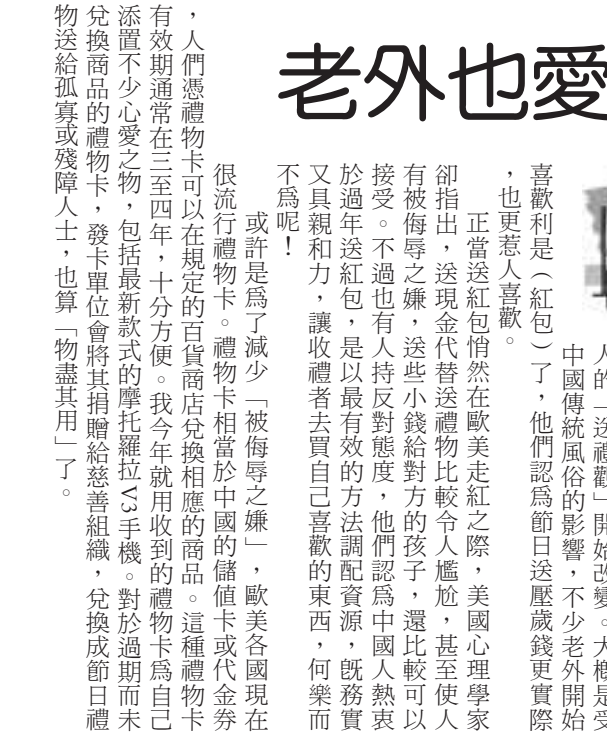 老外也愛
人的「送禮觀」開始改變。大概是受
中國傳統風俗的影響，不少老外開始
喜歡利是（紅包）了，他們認爲節日送壓歲錢更實際
，也更惹人喜歡。
正當送紅包悄然在歐美走紅之際，美國心理學家
卻指出，送現金代替送禮物比較令人尷尬，甚至使人
有被侮辱之嫌，送些小錢給對方的孩子，還比較可以
接受。不過也有人持反對態度，他們認爲中國人熱衷
於過年送紅包，是以最有效的方法調配資源，旣務實
又具親和力，讓收禮者去買自己喜歡的東西，何樂而
不爲呢！
或許是爲了減少「被侮辱之嫌」，歐美各國現在
很流行禮物卡。禮物卡相當於中國的儲值卡或代金券
，人們憑禮物卡可以在規定的百貨商店兌換相應的商品。這種禮物卡
有效期通常在三至四年，十分方便。我今年就用收到的禮物卡爲自己
添置不少心愛之物，包括最新款式的摩托羅拉V3手機。對於過期而未
兌換商品的禮物卡，發卡單位會將其捐贈給慈善組織，兌換成節日禮
物送給孤寡或殘障人士，也算「物盡其用」了。